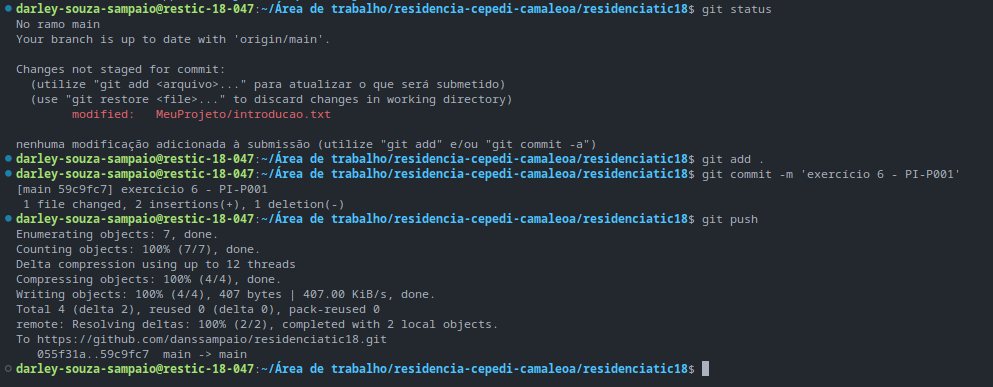 darley-souza-sampaio@restic-18-047:~/Área de trabalho/residencia-cepedi-camaleoa/residenciatic18$ git status
No ramo main
Your branch is up to date with 'origin/main'.
Changes not staged for commit:
(utilize "git add <arquivo>..." para atualizar o que será submetido)
(use "git restore <file>..." to discard changes in working directory)
modified: MeuProjeto/introducao.txt
nenhuma modificação adicionada à submissão (utilize "git add" e/ou "git commit -a")
darley-souza-sampaio@restic-18-047:~/Área de trabalho/residencia-cepedi-camaleoa/residenciatic18$ git add .
darley-souza-sampaio@restic-18-047:~/Área de trabalho/residencia-cepedi-camaleoa/residenciatic18$ git commit -m 'exercício 6 - PI-P001'
[main 59c9fc7] exercício 6 - PI-P001
1 file changed, 2 insertions(+), 1 deletion(-)
darley-souza-sampaio@restic-18-047:~/Área de trabalho/residencia-cepedi-camaleoa/residenciatic18$ git push
Enumerating objects: 7, done.
Counting objects: 100% (7/7), done.
Delta compression using up to 12 threads
Compressing objects: 100% (4/4), done.
Writing objects: 100% (4/4), 407 bytes | 407.00 KiB/s, done.
Total 4 (delta 2), reused 0 (delta 0), pack-reused 0
remote: Resolving deltas: 100% (2/2), completed with 2 local objects.
To https://github.com/danssampaio/residenciatic18.git
055f31a..59c9fc7 main -> main
darley-souza-sampaio@restic-18-047:~/Área de trabalho/residencia-cepedi-camaleoa/residenciatic18$